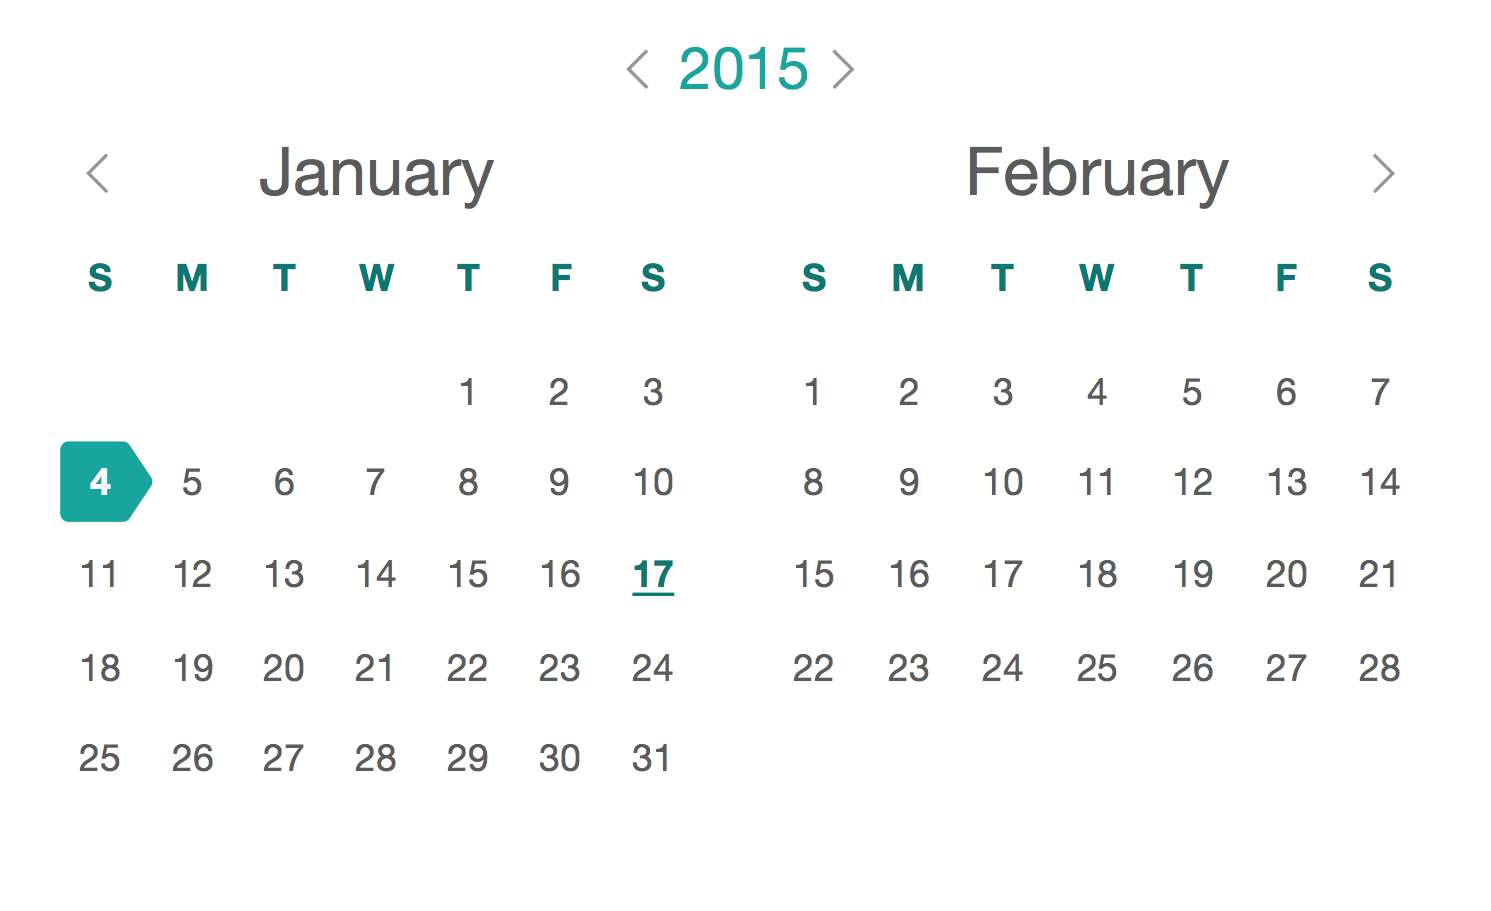 2015
January
S M T W T F S
1 2 3
4 5 6 7 8 9 10
11 12 13 14 15 16 17
18 19 20 21 22 23 24
25 26 27 28 29 30 31
February
S M T W T F S
1 2 3 4 5 6 7
8 9 10 11 12 13 14
15 16 17 18 19 20 21
22 23 24 25 26 27 28